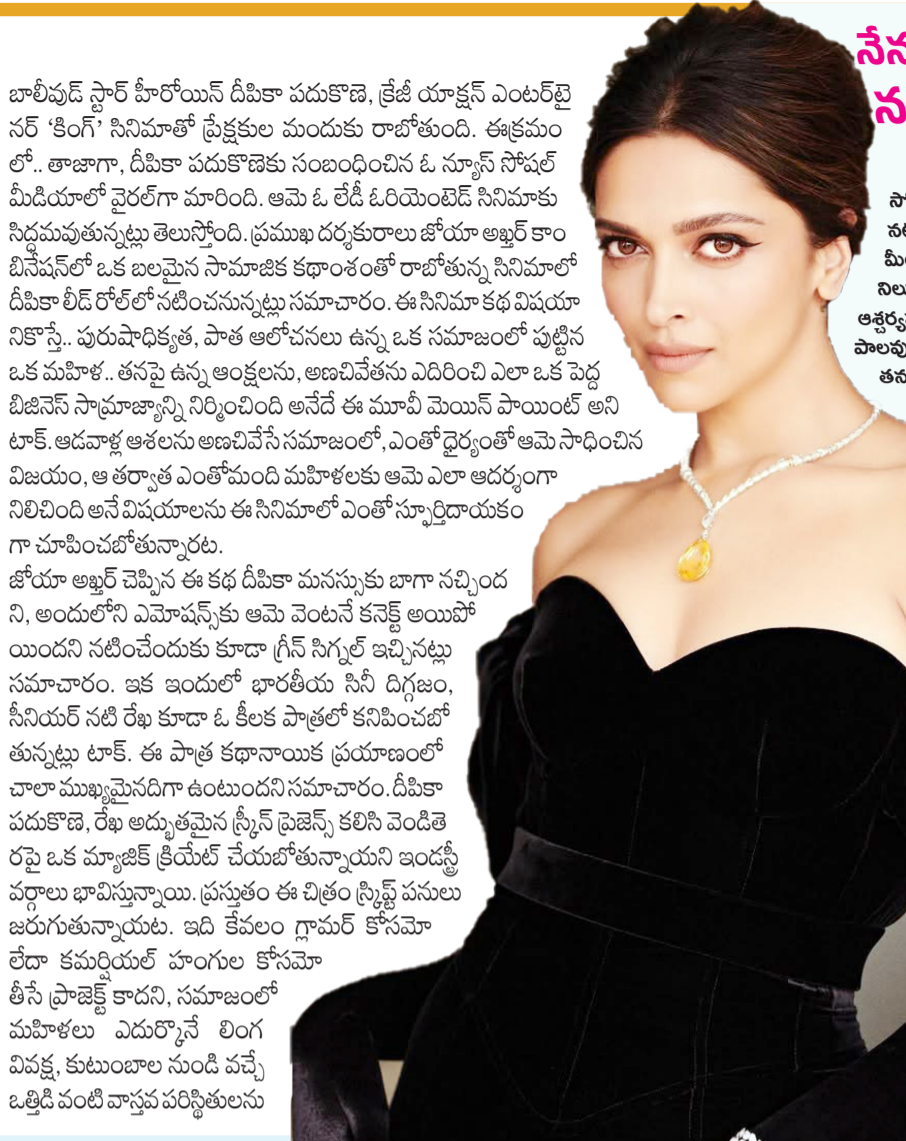 బాలీవుడ్ స్టార్ హీరోయిన్ దీపికా పదుకొణె, క్రేజీ యాక్షన్ ఎంటర్‌టై
నర్ ‘కింగ్’ సినిమాతో ప్రేక్షకుల మందుకు రాబోతుంది. ఈక్రమం
లో.. తాజాగా, దీపికా పదుకొణెకు సంబంధించిన ఓ న్యూస్ సోషల్
మీడియాలో వైరల్‌గా మారింది. ఆమె ఓ లేడీ ఓరియెంటెడ్ సినిమాకు
సిద్ధమవుతున్నట్లు తెలుస్తోంది. ప్రముఖ దర్శకురాలు జోయా అఖ్తర్ కాం
బినేషన్‌లో ఒక బలమైన సామాజిక కథాంశంతో రాబోతున్న సినిమాలో
దీపికా లీడ్ రోల్‌లో నటించనున్నట్లు సమాచారం. ఈ సినిమా కథ విషయా
నికొస్తే.. పురుషాధిక్యత, పాత ఆలోచనలు ఉన్న ఒక సమాజంలో పుట్టిన
ఒక మహిళ.. తనపై ఉన్న ఆంక్షలను, అణచివేతను ఎదిరించి ఎలా ఒక పెద్ద
బిజినెస్ సామ్రాజ్యాన్ని నిర్మించింది అనేదే ఈ మూవీ మెయిన్ పాయింట్ అని
టాక్. ఆడవాళ్ల ఆశలను అణచివేసే సమాజంలో, ఎంతో ధైర్యంతో ఆమె సాధించిన
విజయం, ఆ తర్వాత ఎంతోమంది మహిళలకు ఆమె ఎలా ఆదర్శంగా
నిలిచింది అనే విషయాలను ఈ సినిమాలో ఎంతో స్ఫూర్తిదాయకం
గా చూపించబోతున్నారట.
జోయా అఖ్తర్ చెప్పిన ఈ కథ దీపికా మనస్సుకు బాగా నచ్చింద
ని, అందులోని ఎమోషన్స్‌కు ఆమె వెంటనే కనెక్ట్ అయిపో
యిందని నటించేందుకు కూడా గ్రీన్ సిగ్నల్ ఇచ్చినట్లు
సమాచారం. ఇక ఇందులో భారతీయ సినీ దిగ్గజం,
సీనియర్ నటి రేఖ కూడా ఓ కీలక పాత్రలో కనిపించబో
తున్నట్లు టాక్. ఈ పాత్ర కథానాయిక ప్రయాణంలో
చాలా ముఖ్యమైనదిగా ఉంటుందని సమాచారం. దీపికా
పదుకొణె, రేఖ అద్భుతమైన స్క్రీన్ ప్రెజెన్స్ కలిసి వెండితె
రపై ఒక మ్యాజిక్ క్రియేట్ చేయబోతున్నాయని ఇండస్ట్రీ
వర్గాలు భావిస్తున్నాయి. ప్రస్తుతం ఈ చిత్రం స్క్రిప్ట్ పనులు
జరుగుతున్నాయట. ఇది కేవలం గ్లామర్ కోసమో
లేదా కమర్షియల్ హంగుల కోసమో
తీసే ప్రాజెక్ట్ కాదని, సమాజంలో
మహిళలు ఎదుర్కొనే లింగ
వివక్ష, కుటుంబాల నుండి వచ్చే
ఒత్తిడి వంటి వాస్తవ పరిస్థితులను
నిలు
ఆశ్చర్య
పాలవు
తన